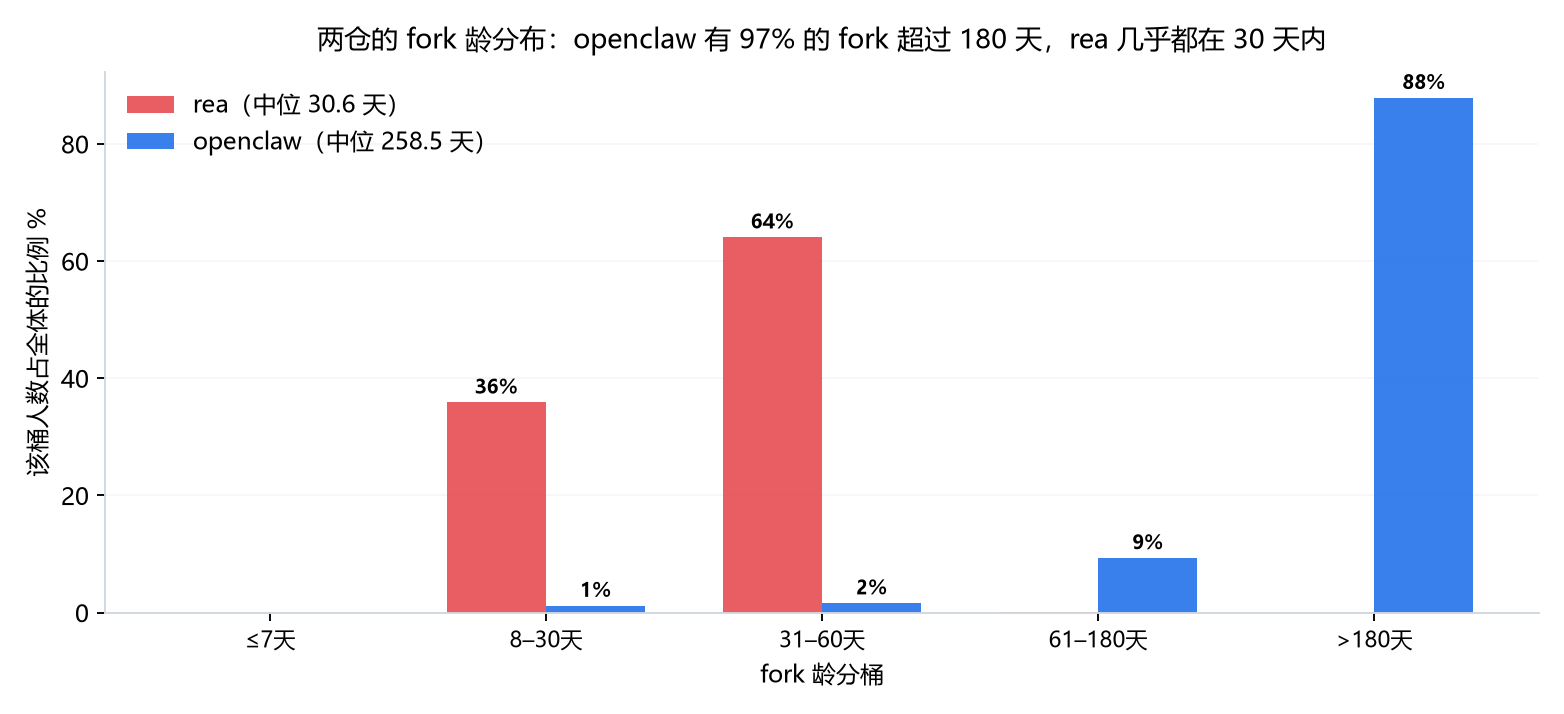 两仓的 fork 龄分布：openclaw 有 97% 的 fork 超过 180 天，rea 几乎都在 30 天内
rea（中位 30.6 天）
openclaw（中位 258.5 天）
该桶人数占全体的比例 %
80
60
40
20
0
36%
1%
64%
2%
9%
88%
≤7天
8–30天
31–60天
61–180天
>180天
fork 龄分桶